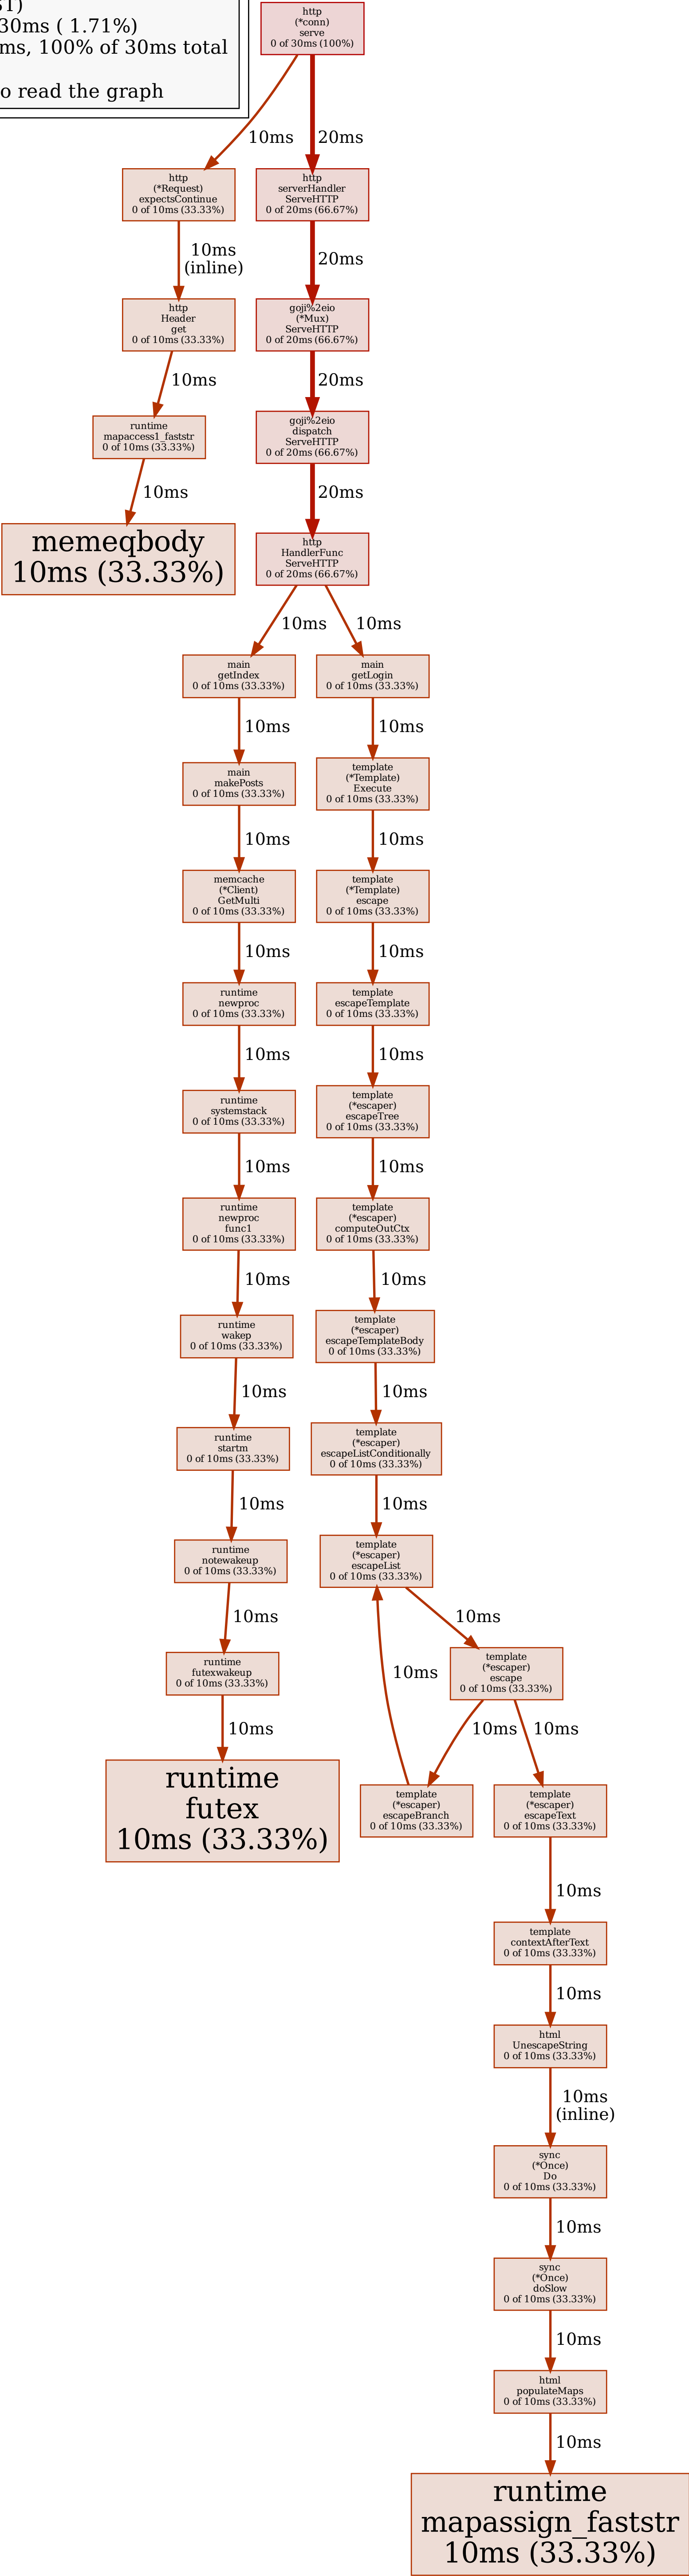 30ms ( 1.71%)
ms, 100% of 30ms total
o read the graph
http
(*conn)
serve
0 of 30ms (100%)
10ms
20ms
http
(*Request)
expectsContinue
0 of 10ms (33.33%)
http
serverHandler
ServeHTTP
0 of 20ms (66.67%)
10ms
(inline)
20ms
http
Header
get
0 of 10ms (33.33%)
goji%2eio
(*Mux)
ServeHTTP
0 of 20ms (66.67%)
10ms
20ms
runtime
mapaccess1_faststr
0 of 10ms (33.33%)
goji%2eio
dispatch
ServeHTTP
0 of 20ms (66.67%)
10ms
20ms
memeqbody
10ms (33.33%)
http
HandlerFunc
ServeHTTP
0 of 20ms (66.67%)
10ms
10ms
main
getIndex
0 of 10ms (33.33%)
main
getLogin
0 of 10ms (33.33%)
10ms
10ms
main
makePosts
0 of 10ms (33.33%)
template
(*Template)
Execute
0 of 10ms (33.33%)
10ms
10ms
memcache
(*Client)
GetMulti
0 of 10ms (33.33%)
template
(*Template)
escape
0 of 10ms (33.33%)
10ms
10ms
runtime
newproc
0 of 10ms (33.33%)
template
escapeTemplate
0 of 10ms (33.33%)
10ms
10ms
runtime
systemstack
0 of 10ms (33.33%)
template
(*escaper)
escapeTree
0 of 10ms (33.33%)
10ms
10ms
runtime
newproc
func1
0 of 10ms (33.33%)
template
(*escaper)
computeOutCtx
0 of 10ms (33.33%)
10ms
10ms
runtime
wakep
0 of 10ms (33.33%)
template
(*escaper)
escapeTemplateBody
0 of 10ms (33.33%)
10ms
10ms
runtime
startm
0 of 10ms (33.33%)
template
(*escaper)
escapeListConditionally
0 of 10ms (33.33%)
10ms
10ms
runtime
notewakeup
0 of 10ms (33.33%)
template
(*escaper)
escapeList
0 of 10ms (33.33%)
10ms
10ms
runtime
futexwakeup
0 of 10ms (33.33%)
10ms
template
(*escaper)
escape
0 of 10ms (33.33%)
10ms
10ms
10ms
runtime
futex
10ms (33.33%)
template
(*escaper)
escapeBranch
0 of 10ms (33.33%)
template
(*escaper)
escapeText
0 of 10ms (33.33%)
10ms
template
contextAfterText
0 of 10ms (33.33%)
10ms
html
UnescapeString
0 of 10ms (33.33%)
10ms
(inline)
sync
(*Once)
Do
0 of 10ms (33.33%)
10ms
sync
(*Once)
doSlow
0 of 10ms (33.33%)
10ms
html
populateMaps
0 of 10ms (33.33%)
10ms
runtime
mapassign_faststr
10ms (33.33%)